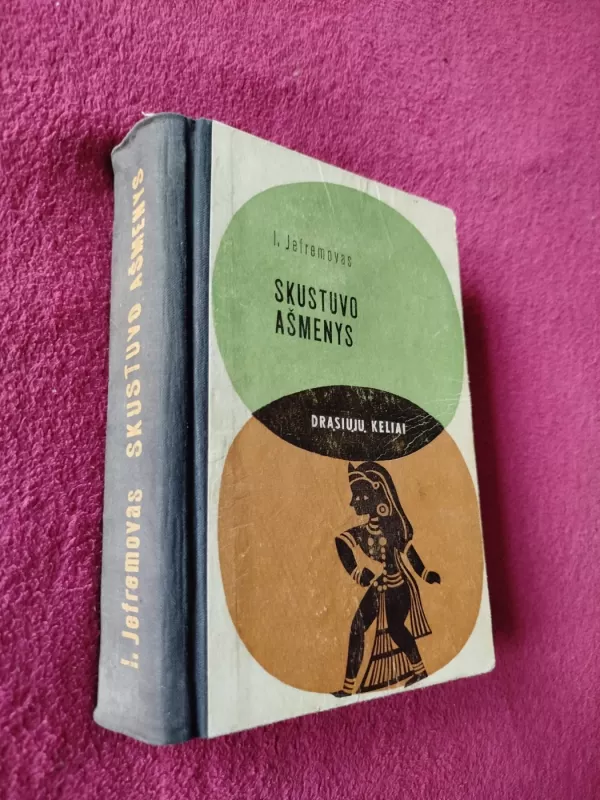 I. Jefremovas SKUSTUVO AŠMENYS
I. Jefremovas
SKUSTUVO
AŠMENYS
DRĄSIŲJŲ KELIAI